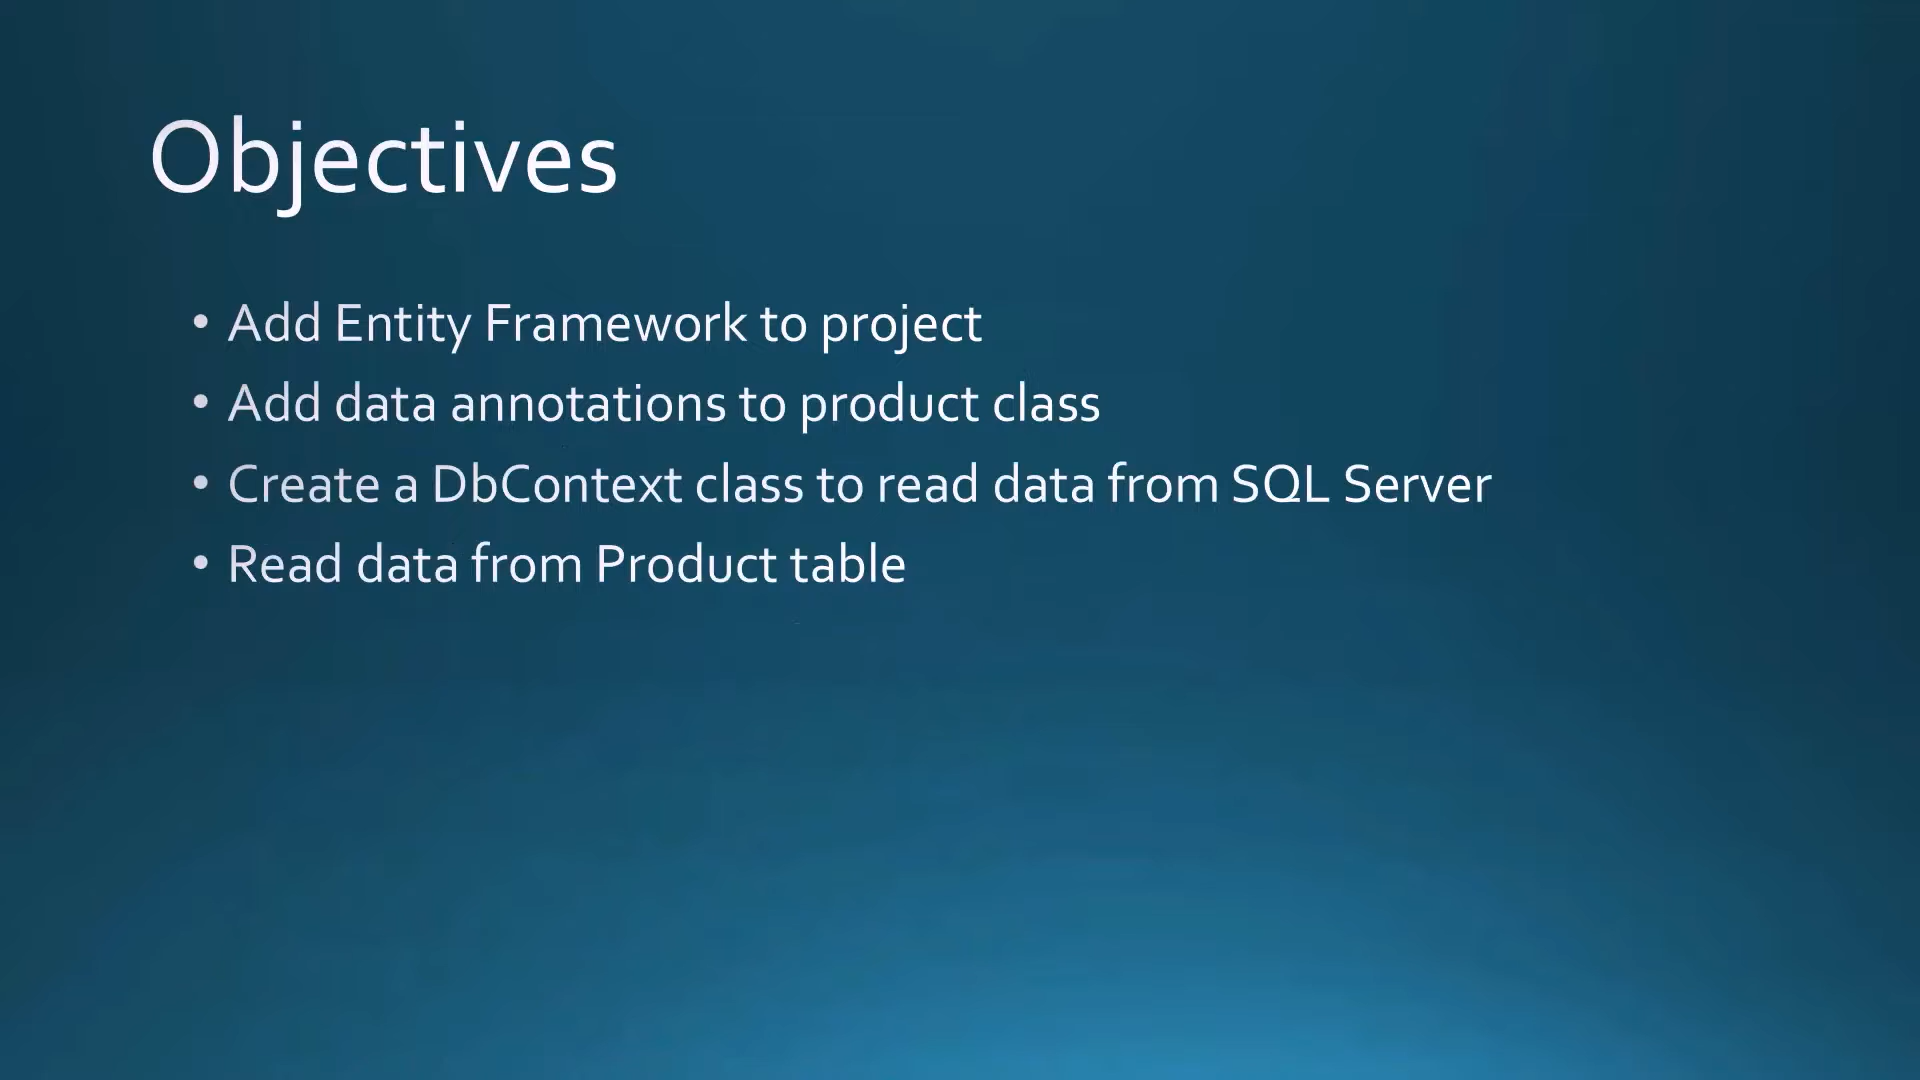 Objectives
• Add Entity Framework to project
• Add data annotations to product class
• Create a DbContext class to read data from SQL Server
• Read data from Product table